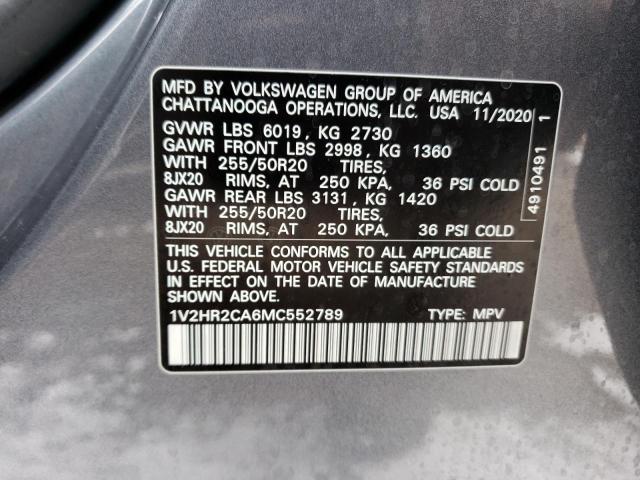 MFD BY VOLKSWAGEN GROUP OF AMERICA
CHATTANOOGA OPERATIONS, LLC. USA 11/2020
GVWR LBS 6019, KG 2730
GAWR FRONT LBS 2998, KG 1360
WITH 255/50R20 TIRES,
8JX20 RIMS, AT 250 KPA, 36 PSI COLD
GAWR REAR LBS 3131, KG 1420
WITH 255/50R20 TIRES,
8JX20 RIMS, AT 250 KPA, 36 PSI COLD
THIS VEHICLE CONFORMS TO ALL APPLICABLE
U.S. FEDERAL MOTOR VEHICLE SAFETY STANDARDS
IN EFFECT ON THE DATE OF MANUFACTURE
SHOWN ABOVE.
1V2HR2CA6MC552789 TYPE: MPV
4910491 1